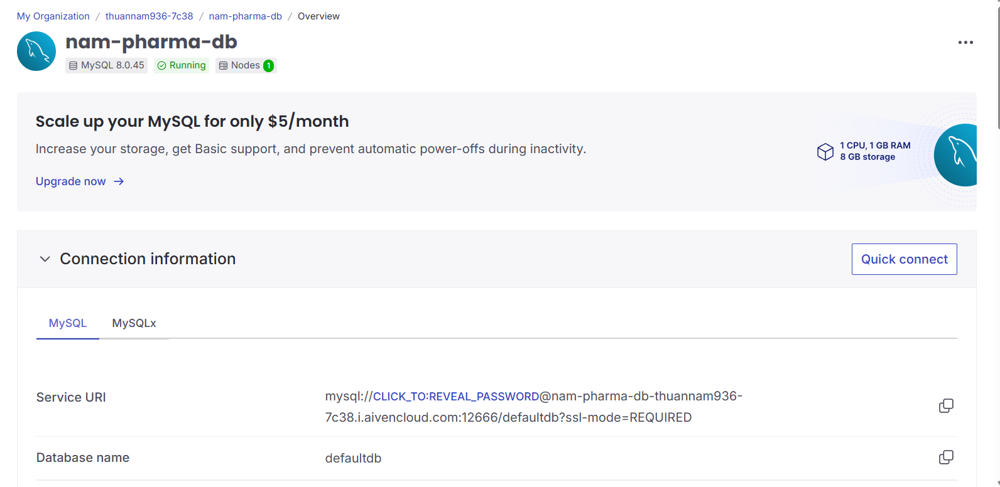 My Organization / thuannam936-7c38 / nam-pharma-db / Overview
nam-pharma-db
MySQL 8.0.45 Running Nodes 1
Scale up your MySQL for only $5/month
Increase your storage, get Basic support, and prevent automatic power-offs during inactivity.
Upgrade now →
1 CPU, 1 GB RAM
8 GB storage
Connection information
Quick connect
MySQL MySQLx
Service URI
mysql://CLICK_TO:REVEAL_PASSWORD@nam-pharma-db-thuannam936-
7c38.i.aivencloud.com:12666/defaultdb?ssl-mode=REQUIRED
Database name
defaultdb